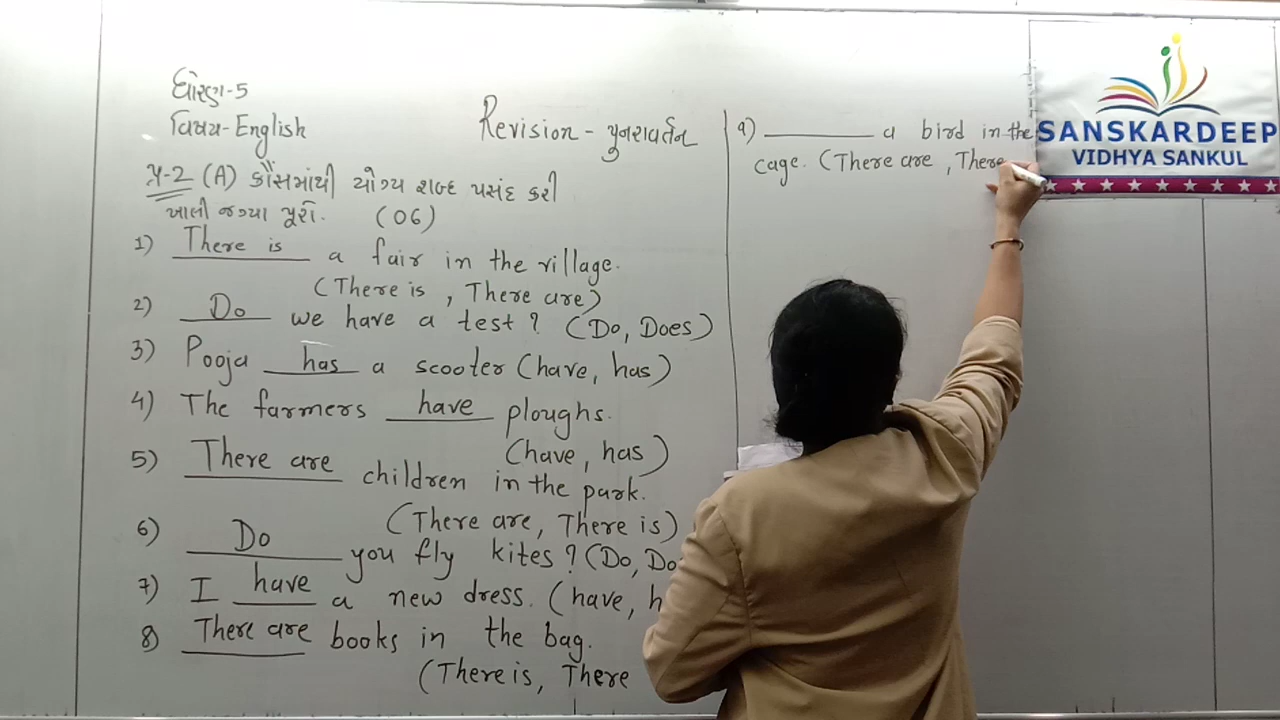 ધોરણ-5
વિષય-English
Revision - પુનરાવર્તન
પ્ર-2 (A) કૌંસમાંથી યોગ્ય શબ્દ પસંદ કરી
ખાલી જગ્યા પૂરો. (06)
1) There is a fair in the village.
(There is , There are)
2) Do we have a test ? (Do, Does)
3) Pooja has a scooter (have, has)
4) The farmers have ploughs.
(have, has)
5) There are children in the park.
(There are, There is)
6) Do you fly kites ? (Do, Do
7) I have a new dress. (have, h
8) There are books in the bag.
(There is, There
9) ________ a bird in the
cage. (There are , There
SANSKARDEEP
VIDHYA SANKUL